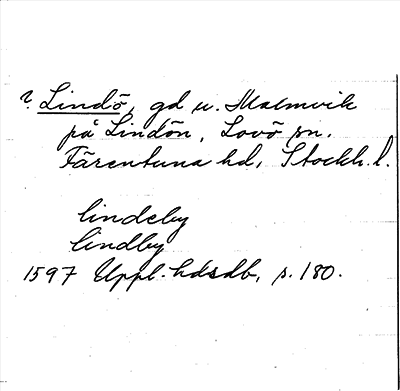 ? Lindö, gd u. Malmvik
på Lindön, Lovö sn.
Färentuna hd, Stockh. l.
lindeby
lindby
1597 Uppl. hdsdb, s. 180.